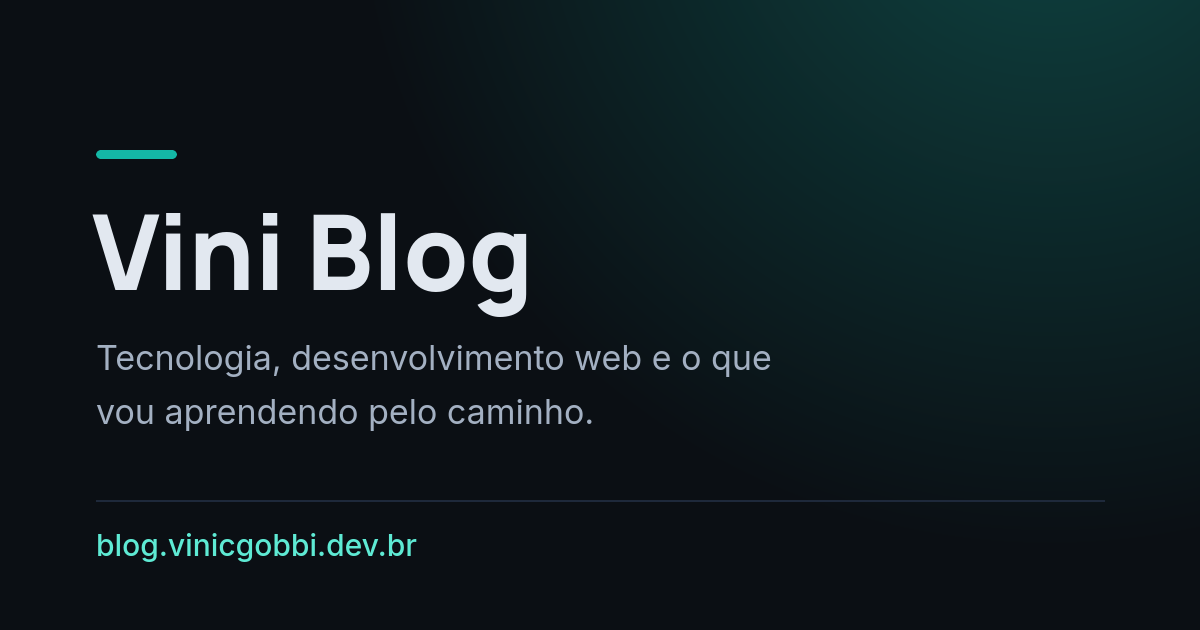 Vini Blog
Tecnologia, desenvolvimento web e o que
vou aprendendo pelo caminho.
blog.vinicgobbi.dev.br